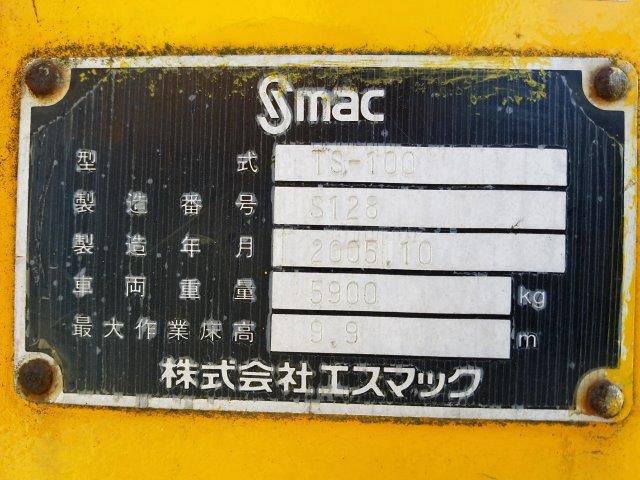 Smac
型式 TS-100
製造番号 S128
製造年月 2005.10
車両重量 5900 kg
最大作業床高 9.9 m
株式会社エスマック